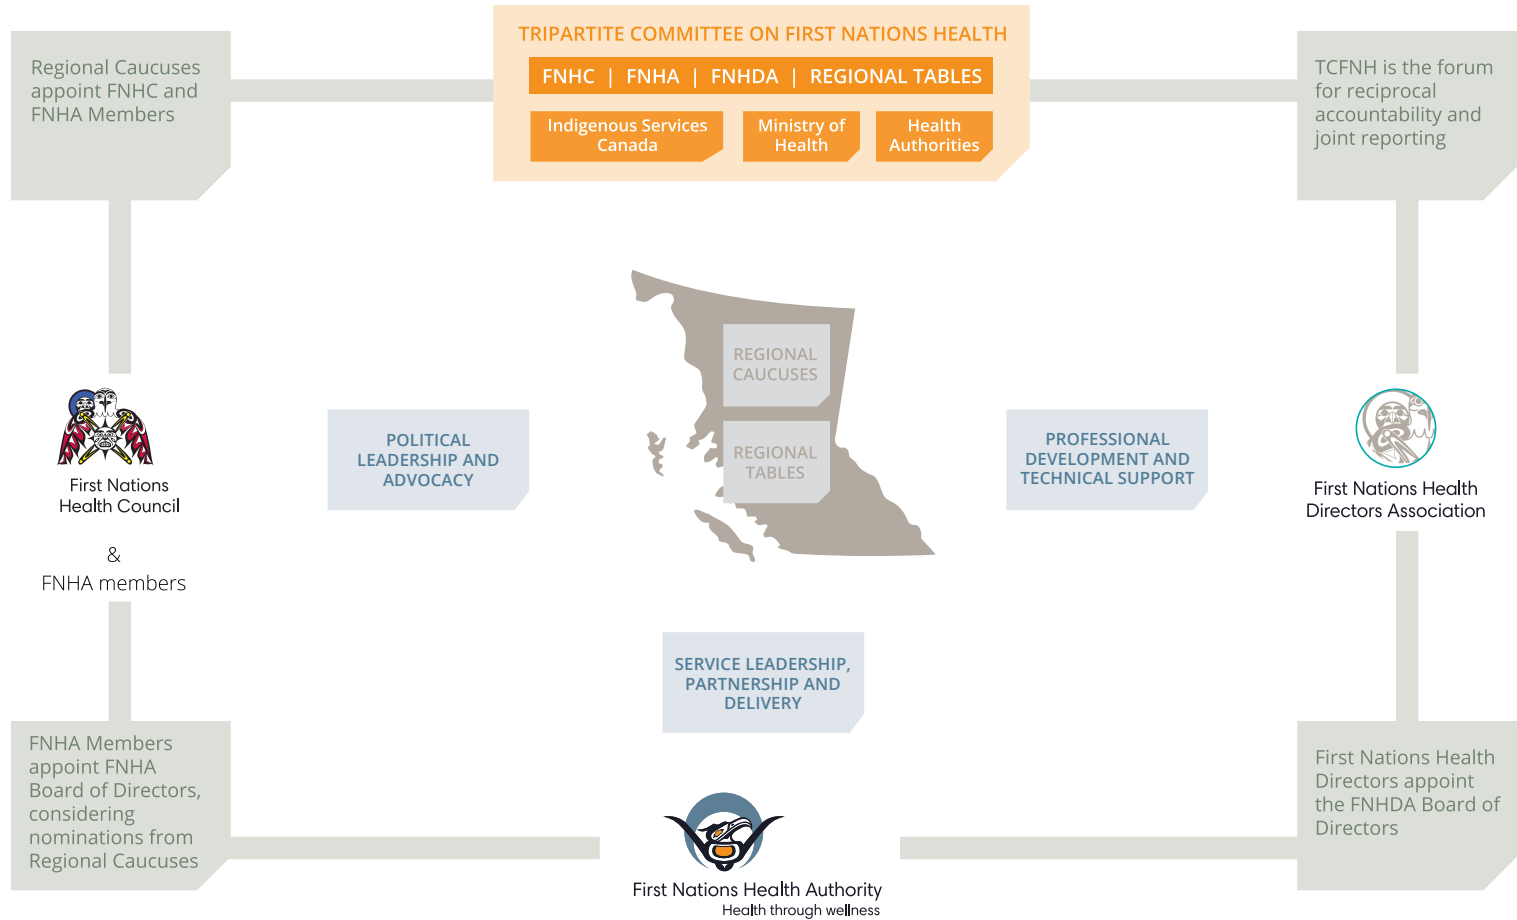 TRIPARTITE COMMITTEE ON FIRST NATIONS HEALTH
FNHC | FNHA | FNHDA | REGIONAL TABLES
Indigenous Services
Canada
Ministry of
Health
Health
Authorities
Regional Caucuses
appoint FNHC and
FNHA Members
TCFNH is the forum
for reciprocal
accountability and
joint reporting
REGIONAL
CAUCUSES
REGIONAL
TABLES
First Nations
Health Council
&
FNHA members
POLITICAL
LEADERSHIP AND
ADVOCACY
PROFESSIONAL
DEVELOPMENT AND
TECHNICAL SUPPORT
First Nations Health
Directors Association
SERVICE LEADERSHIP,
PARTNERSHIP AND
DELIVERY
FNHA Members
appoint FNHA
Board of Directors,
considering
nominations from
Regional Caucuses
First Nations Health
Directors appoint
the FNHDA Board of
Directors
First Nations Health Authority
Health through wellness